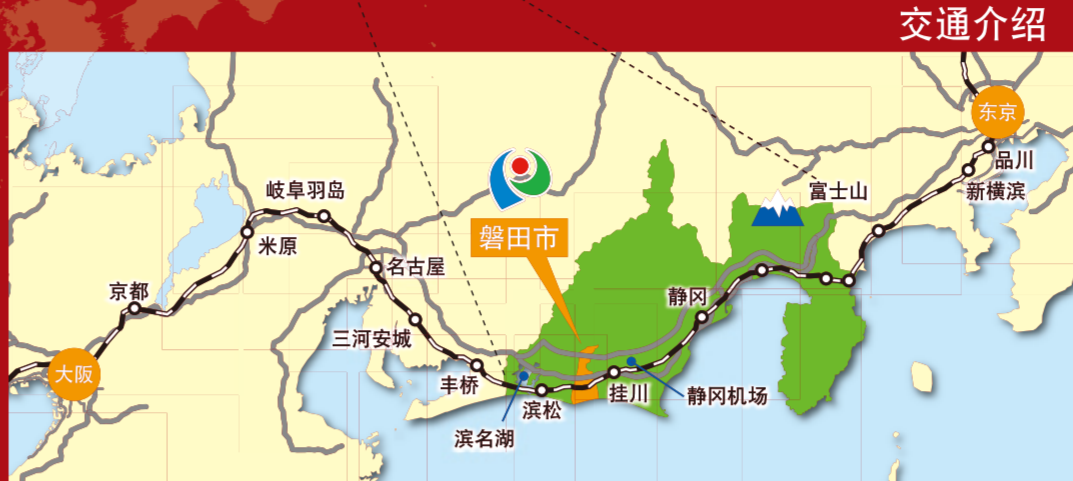 交通介绍
东京
品川
新横滨
富士山
岐阜羽岛
米原
磐田市
名古屋
京都
静冈
三河安城
大阪
丰桥
挂川
静冈机场
滨松
滨名湖